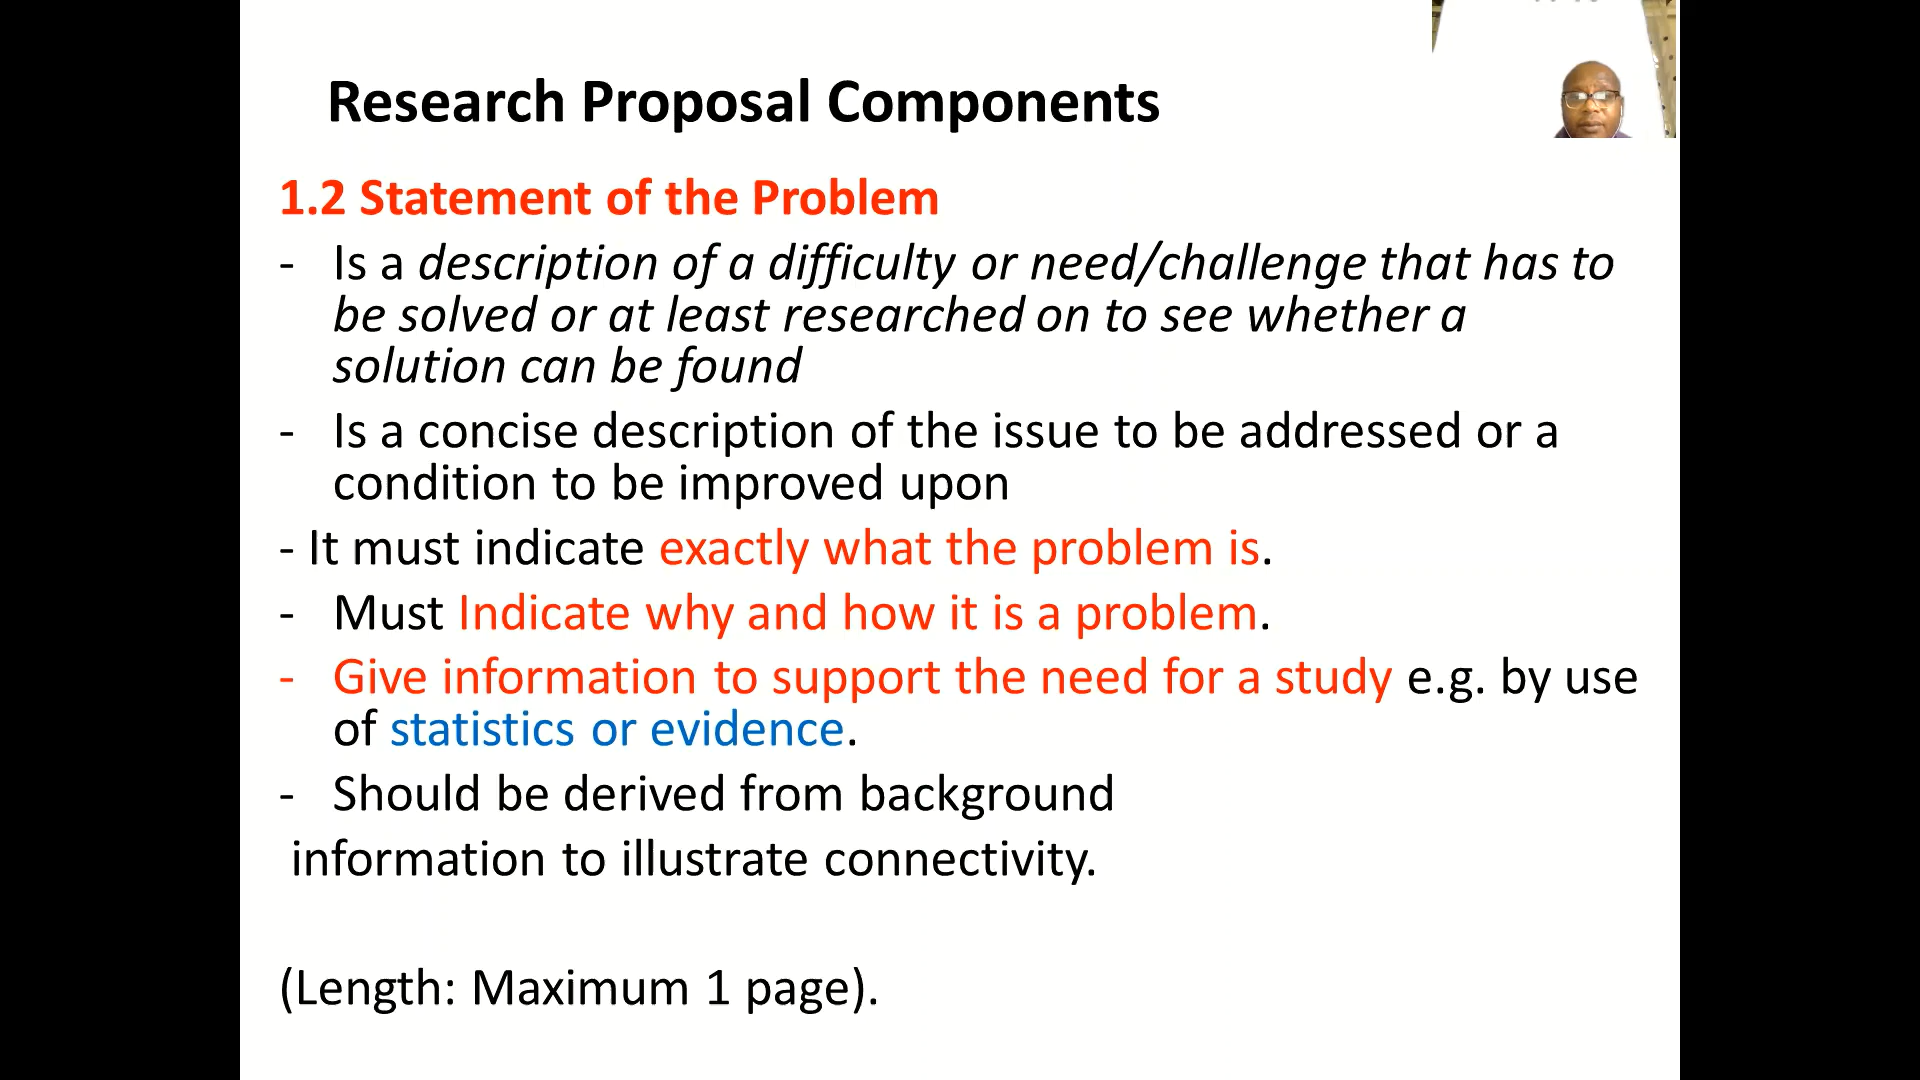 Research Proposal Components
1.2 Statement of the Problem
- Is a description of a difficulty or need/challenge that has to
be solved or at least researched on to see whether a
solution can be found
- Is a concise description of the issue to be addressed or a
condition to be improved upon
- It must indicate exactly what the problem is.
- Must Indicate why and how it is a problem.
- Give information to support the need for a study e.g. by use
of statistics or evidence.
- Should be derived from background
information to illustrate connectivity.
(Length: Maximum 1 page).